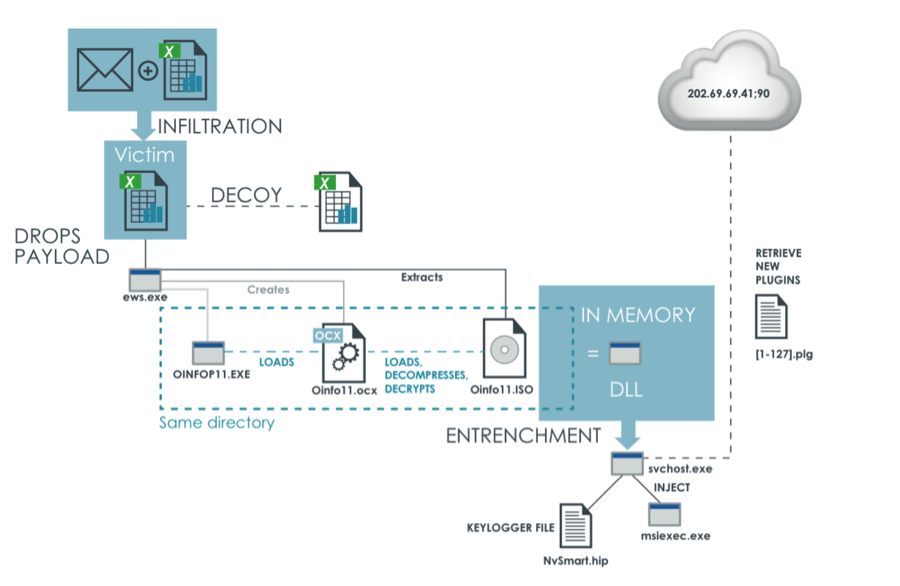 X
INFILTRATION
Victim
X
DECOY
X
DROPS
PAYLOAD
ews.exe
Creates
Extracts
OINFOP11.EXE
LOADS
OCX
Oinfo11.ocx
LOADS,
DECOMPRESSES,
DECRYPTS
Oinfo11.ISO
Same directory
IN MEMORY
=
DLL
ENTRENCHMENT
svchost.exe
INJECT
msiexec.exe
KEYLOGGER FILE
NvSmart.hip
202.69.69.41;90
RETRIEVE
NEW
PLUGINS
[1-127].plg